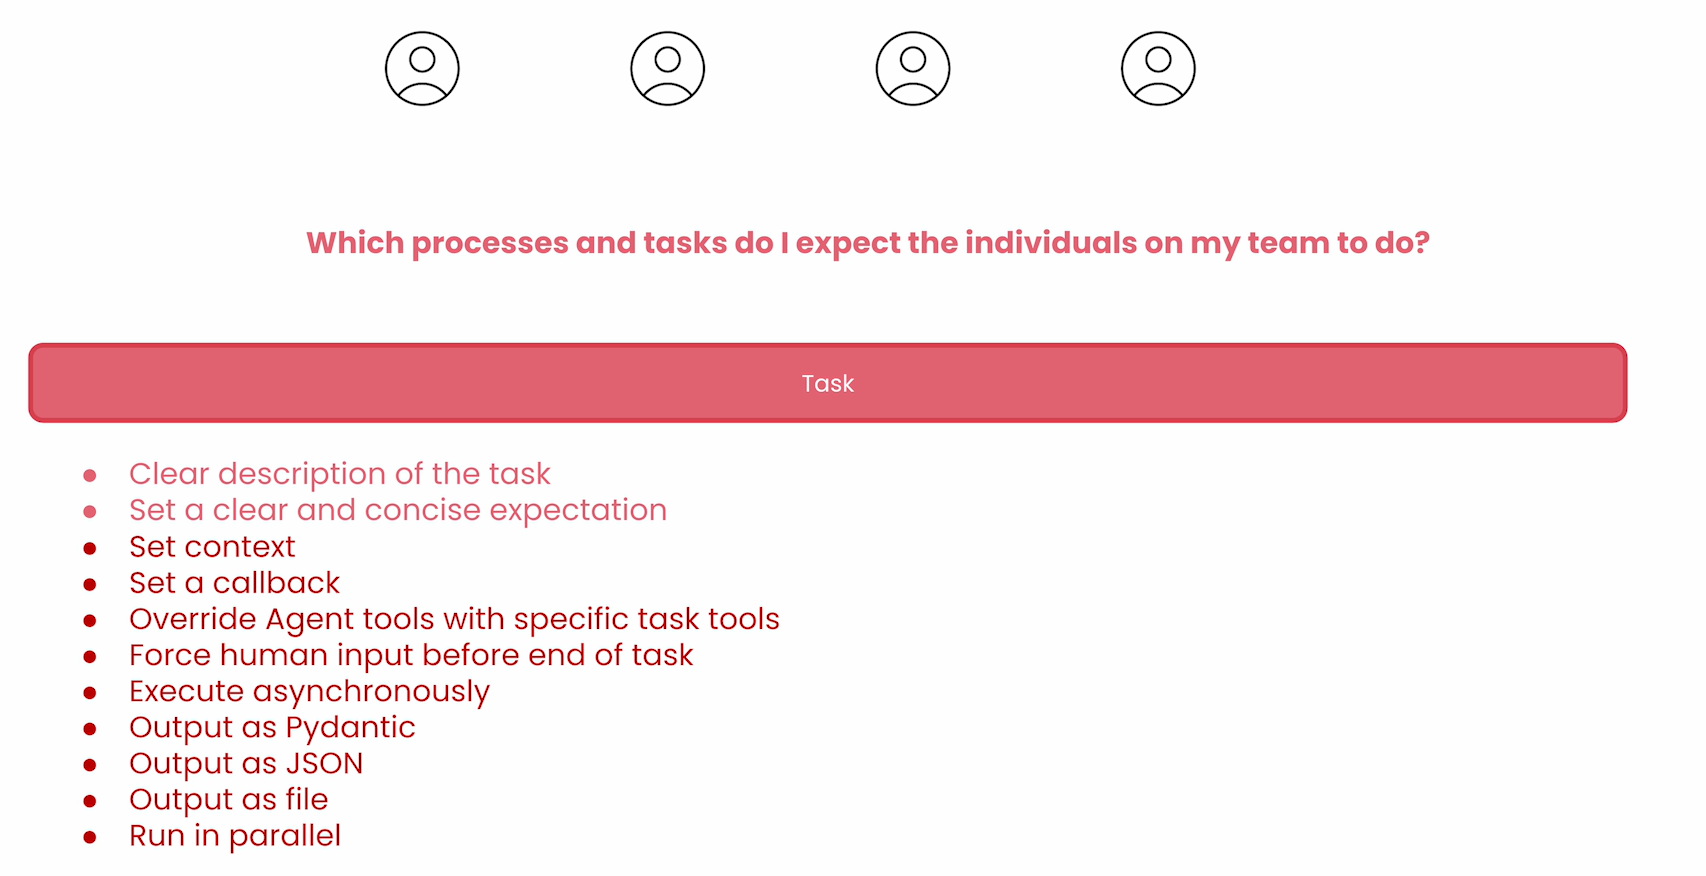 Which processes and tasks do I expect the individuals on my team to do?
Task
● Clear description of the task
● Set a clear and concise expectation
● Set context
● Set a callback
● Override Agent tools with specific task tools
● Force human input before end of task
● Execute asynchronously
● Output as Pydantic
● Output as JSON
● Output as file
● Run in parallel